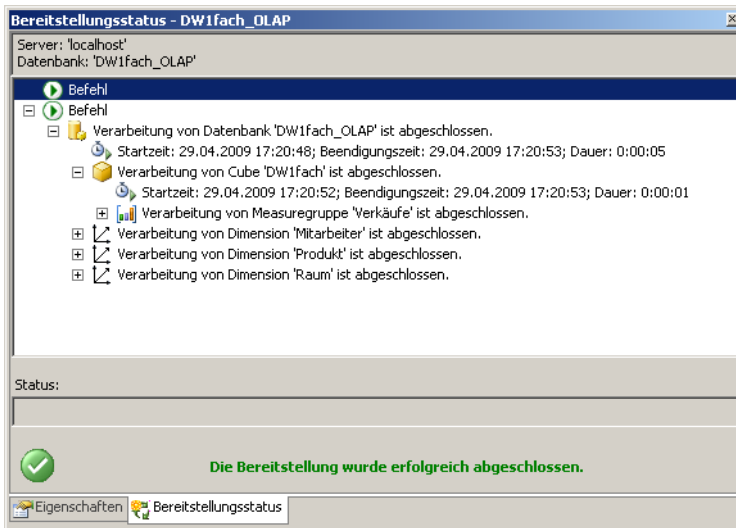 Bereitstellungsstatus - DW1fach_OLAP
Server: 'localhost'
Datenbank: 'DW1fach_OLAP'
Befehl
Befehl
Verarbeitung von Datenbank 'DW1fach_OLAP' ist abgeschlossen.
Startzeit: 29.04.2009 17:20:48; Beendigungszeit: 29.04.2009 17:20:53; Dauer: 0:00:05
Verarbeitung von Cube 'DW1fach' ist abgeschlossen.
Startzeit: 29.04.2009 17:20:52; Beendigungszeit: 29.04.2009 17:20:53; Dauer: 0:00:01
Verarbeitung von Measuregruppe 'Verkäufe' ist abgeschlossen.
Verarbeitung von Dimension 'Mitarbeiter' ist abgeschlossen.
Verarbeitung von Dimension 'Produkt' ist abgeschlossen.
Verarbeitung von Dimension 'Raum' ist abgeschlossen.
Status:
Die Bereitstellung wurde erfolgreich abgeschlossen.
Eigenschaften Bereitstellungsstatus